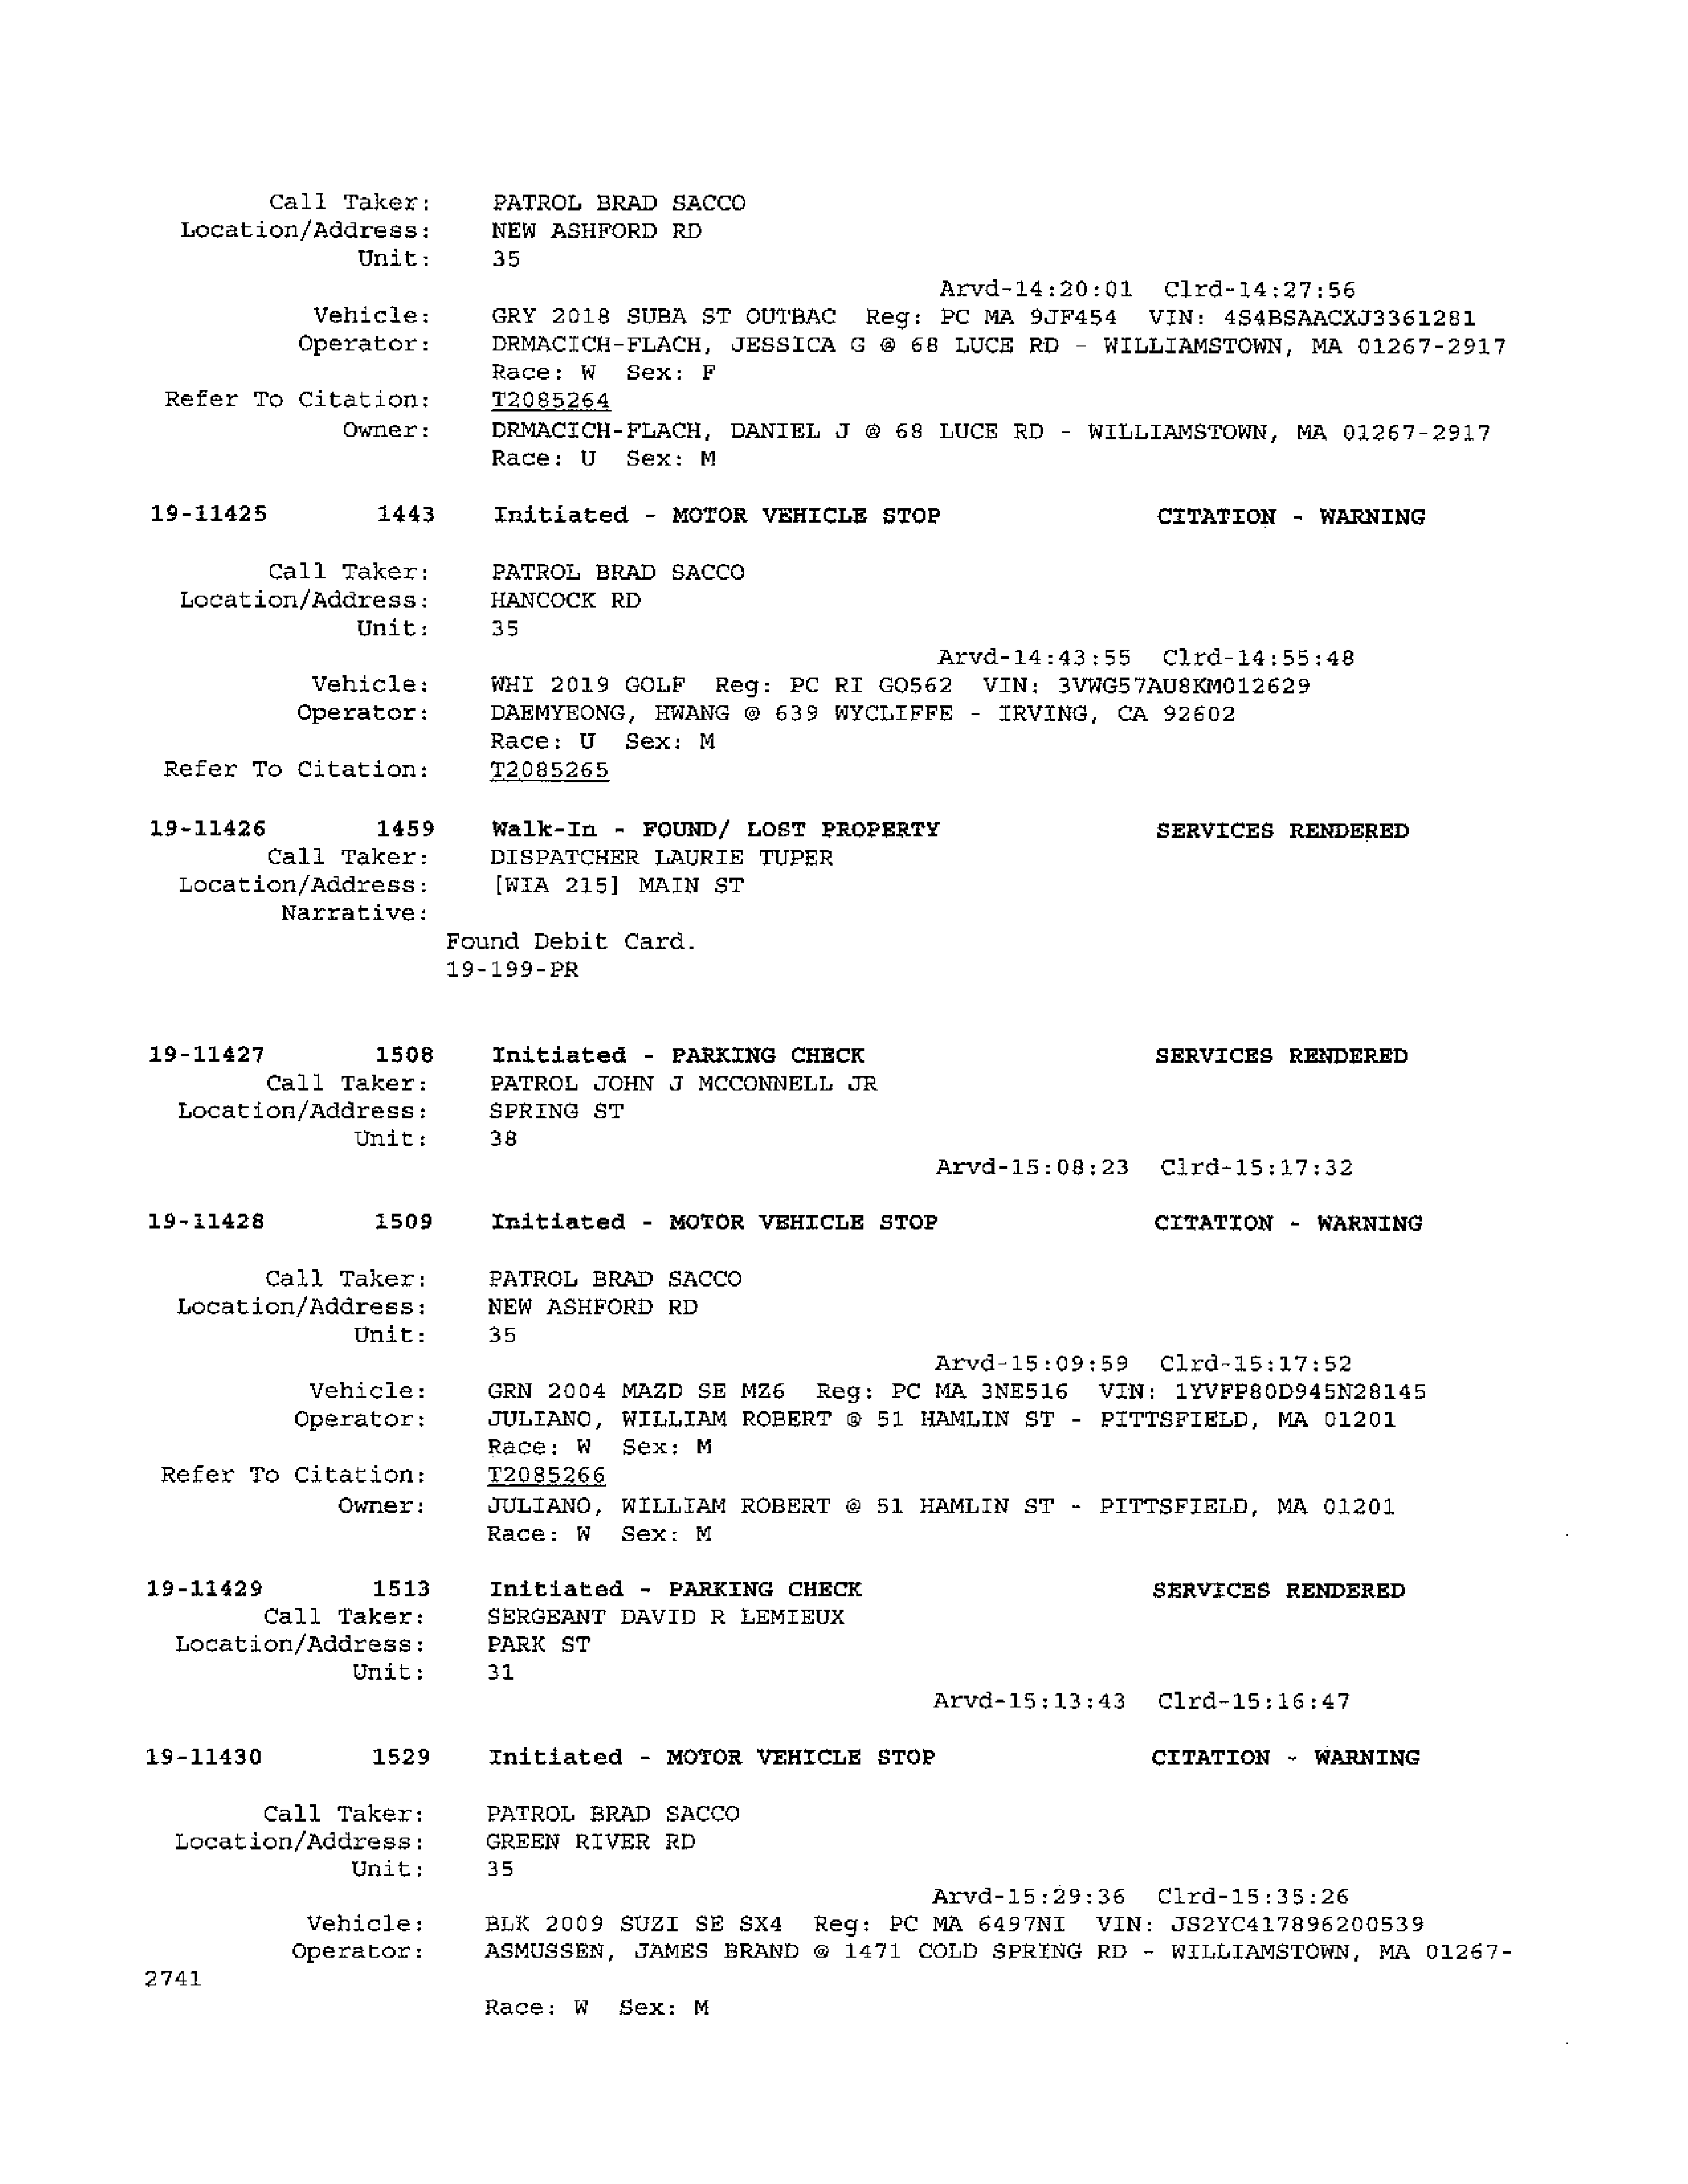 Call Taker: PATROL BRAD SACCO
Location/Address: NEW ASHFORD RD
Unit: 35
Arvd-14:20:01 Clrd-14:27:56
Vehicle: GRY 2018 SUBA ST OUTBAC Reg: PC MA 9JF454 VIN: 4S4BSAACXJ3361281
Operator: DRMACICH-FLACH, JESSICA G @ 68 LUCE RD - WILLIAMSTOWN, MA 01267-2917
Race: W Sex: F
Refer To Citation: T2085264
Owner: DRMACICH-FLACH, DANIEL J @ 68 LUCE RD - WILLIAMSTOWN, MA 01267-2917
Race: U Sex: M
19-11425 1443 Initiated - MOTOR VEHICLE STOP CITATION - WARNING
Call Taker: PATROL BRAD SACCO
Location/Address: HANCOCK RD
Unit: 35
Arvd-14:43:55 Clrd-14:55:48
Vehicle: WHI 2019 GOLF Reg: PC RI GO562 VIN: 3VWG57AU8KM012629
Operator: DAEMYEONG, HWANG @ 639 WYCLIFFE - IRVING, CA 92602
Race: U Sex: M
Refer To Citation: T2085265
19-11426 1459 Walk-In - FOUND/ LOST PROPERTY SERVICES RENDERED
Call Taker: DISPATCHER LAURIE TUPER
Location/Address: [WIA 215] MAIN ST
Narrative:
Found Debit Card.
19-199-PR
19-11427 1508 Initiated - PARKING CHECK SERVICES RENDERED
Call Taker: PATROL JOHN J MCCONNELL JR
Location/Address: SPRING ST
Unit: 38
Arvd-15:08:23 Clrd-15:17:32
19-11428 1509 Initiated - MOTOR VEHICLE STOP CITATION - WARNING
Call Taker: PATROL BRAD SACCO
Location/Address: NEW ASHFORD RD
Unit: 35
Arvd-15:09:59 Clrd-15:17:52
Vehicle: GRN 2004 MAZD SE MZ6 Reg: PC MA 3NE516 VIN: 1YVFP80D945N28145
Operator: JULIANO, WILLIAM ROBERT @ 51 HAMLIN ST - PITTSFIELD, MA 01201
Race: W Sex: M
Refer To Citation: T2085266
Owner: JULIANO, WILLIAM ROBERT @ 51 HAMLIN ST - PITTSFIELD, MA 01201
Race: W Sex: M
19-11429 1513 Initiated - PARKING CHECK SERVICES RENDERED
Call Taker: SERGEANT DAVID R LEMIEUX
Location/Address: PARK ST
Unit: 31
Arvd-15:13:43 Clrd-15:16:47
19-11430 1529 Initiated - MOTOR VEHICLE STOP CITATION - WARNING
Call Taker: PATROL BRAD SACCO
Location/Address: GREEN RIVER RD
Unit: 35
Arvd-15:29:36 Clrd-15:35:26
Vehicle: BLK 2009 SUZI SE SX4 Reg: PC MA 6497NI VIN: JS2YC417896200539
Operator: ASMUSSEN, JAMES BRAND @ 1471 COLD SPRING RD - WILLIAMSTOWN, MA 01267-
2741
Race: W Sex: M